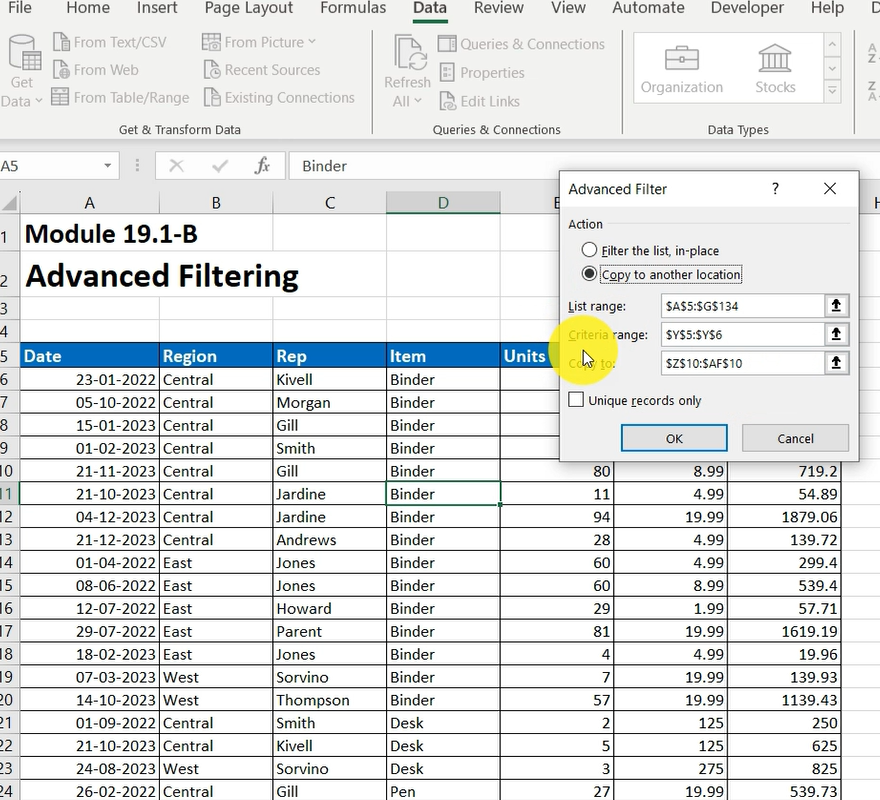 File Home Insert Page Layout Formulas Data Review View Automate Developer Help D
From Text/CSV From Picture Queries & Connections
From Web Recent Sources Properties
From Table/Range Existing Connections Edit Links
Get Data Refresh All Organization Stocks
Get & Transform Data Queries & Connections Data Types
A5 fx Binder
Advanced Filter ? ×
Action
Filter the list, in-place
Copy to another location
List range: $A$5:$G$134
Criteria range: $Y$5:$Y$6
Copy to: $Z$10:$AF$10
Unique records only
OK Cancel
A B C D E H
1 Module 19.1-B
2 Advanced Filtering
3
4
5 Date Region Rep Item Units
6 23-01-2022 Central Kivell Binder
7 05-10-2022 Central Morgan Binder
8 15-01-2023 Central Gill Binder
9 01-02-2023 Central Smith Binder
10 21-11-2023 Central Gill Binder 80 8.99 719.2
11 21-10-2023 Central Jardine Binder 11 4.99 54.89
12 04-12-2023 Central Jardine Binder 94 19.99 1879.06
13 21-12-2023 Central Andrews Binder 28 4.99 139.72
14 01-04-2022 East Jones Binder 60 4.99 299.4
15 08-06-2022 East Jones Binder 60 8.99 539.4
16 12-07-2022 East Howard Binder 29 1.99 57.71
17 29-07-2022 East Parent Binder 81 19.99 1619.19
18 18-02-2023 East Jones Binder 4 4.99 19.96
19 07-03-2023 West Sorvino Binder 7 19.99 139.93
20 14-10-2023 West Thompson Binder 57 19.99 1139.43
21 01-09-2022 Central Smith Desk 2 125 250
22 21-10-2023 Central Kivell Desk 5 125 625
23 24-08-2023 West Sorvino Desk 3 275 825
24 26-02-2022 Central Gill Pen 27 19.99 539.73